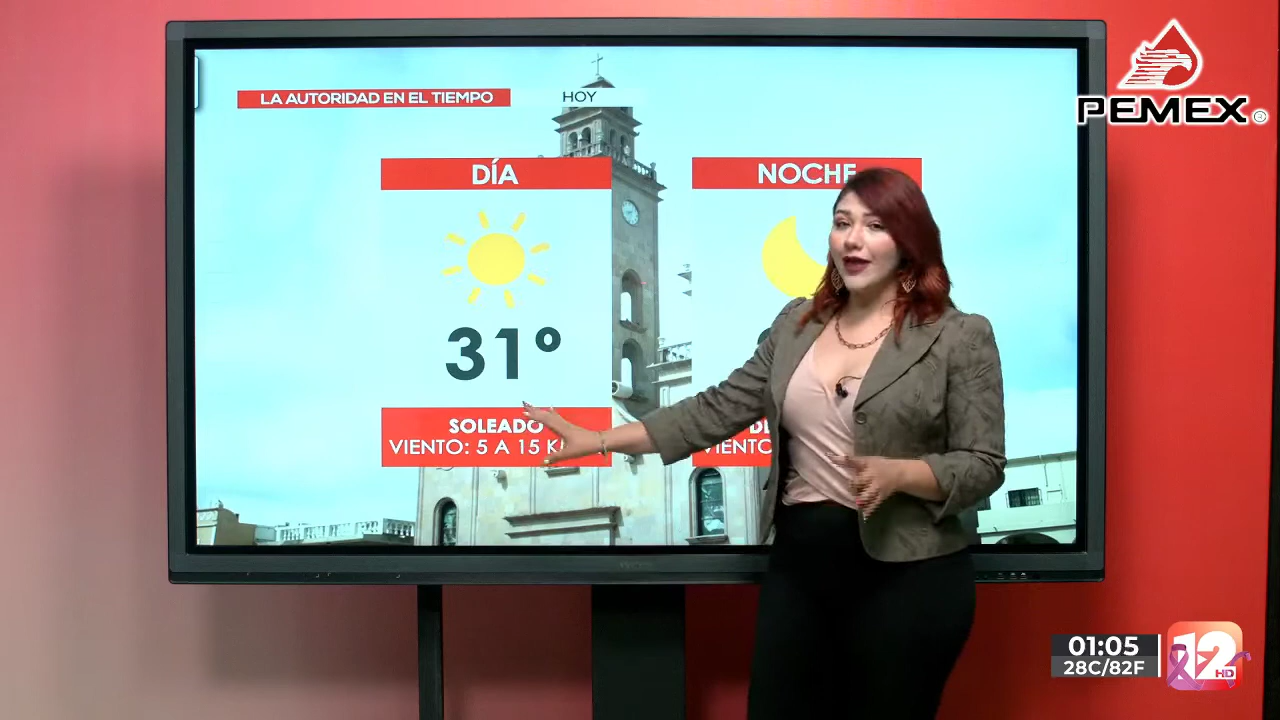 PEMEX
LA AUTORIDAD EN EL TIEMPO
HOY
DÍA
NOCHE
31°
SOLEADO
VIENTO: 5 A 15
VIENTO
01:05
28C/82F
12
HD